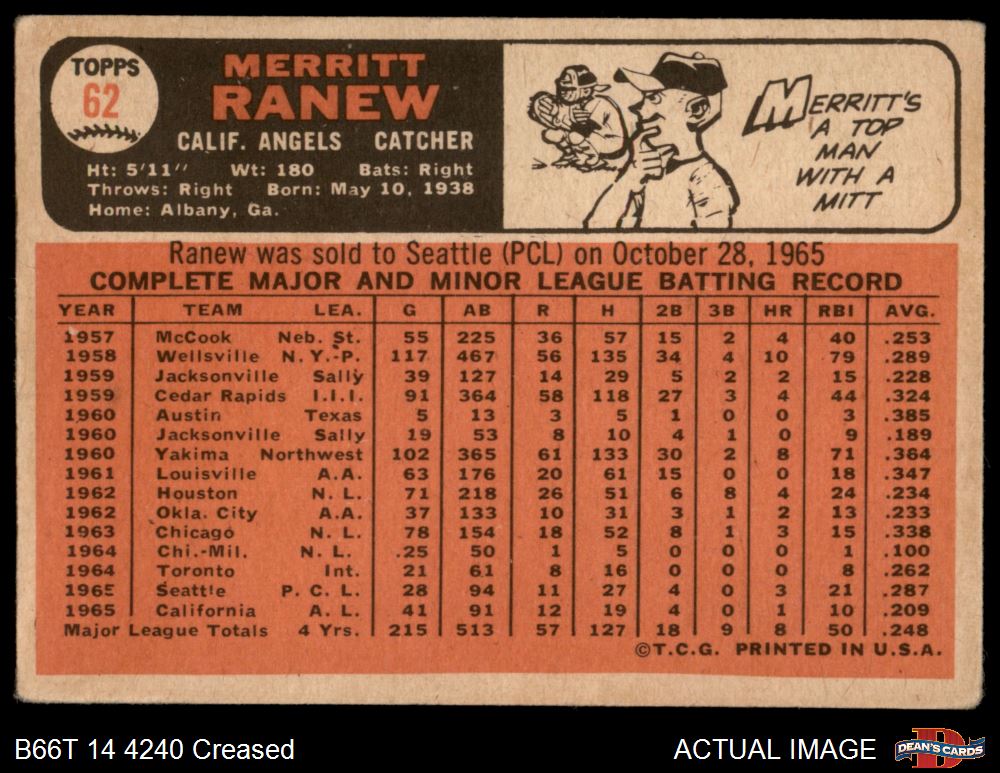 TOPPS
62
MERRITT
RANEW
CALIF. ANGELS CATCHER
Ht: 5'11" Wt: 180 Bats: Right
Throws: Right Born: May 10, 1938
Home: Albany, Ga.
MERRITT'S
A TOP
MAN
WITH A
MITT
Ranew was sold to Seattle (PCL) on October 28, 1965
COMPLETE MAJOR AND MINOR LEAGUE BATTING RECORD
YEAR TEAM LEA. G AB R H 2B 3B HR RBI AVG.
1957 McCook Neb. St. 55 225 36 57 15 2 4 40 .253
1958 Wellsville N.Y.-P. 117 467 56 135 34 4 10 79 .289
1959 Jacksonville Sally 39 127 14 29 5 2 2 15 .228
1959 Cedar Rapids I.I.I. 91 364 58 118 27 3 4 44 .324
1960 Austin Texas 5 13 3 5 1 0 0 3 .385
1960 Jacksonville Sally 19 53 8 10 4 1 0 9 .189
1960 Yakima Northwest 102 365 61 133 30 2 8 71 .364
1961 Louisville A.A. 63 176 20 61 15 0 0 18 .347
1962 Houston N. L. 71 218 26 51 6 8 4 24 .234
1962 Okla. City A.A. 37 133 10 31 3 1 2 13 .233
1963 Chicago N. L. 78 154 18 52 8 1 3 15 .338
1964 Chi.-Mil. N. L. .25 50 1 5 0 0 0 1 .100
1964 Toronto Int. 21 61 8 16 0 0 0 8 .262
1965 Seattle P. C. L. 28 94 11 27 4 0 3 21 .287
1965 California A. L. 41 91 12 19 4 0 1 10 .209
Major League Totals 4 Yrs. 215 513 57 127 18 9 8 50 .248
©T.C.G. PRINTED IN U.S.A.
B66T 14 4240 Creased
ACTUAL IMAGE
D
DEAN'S CARDS